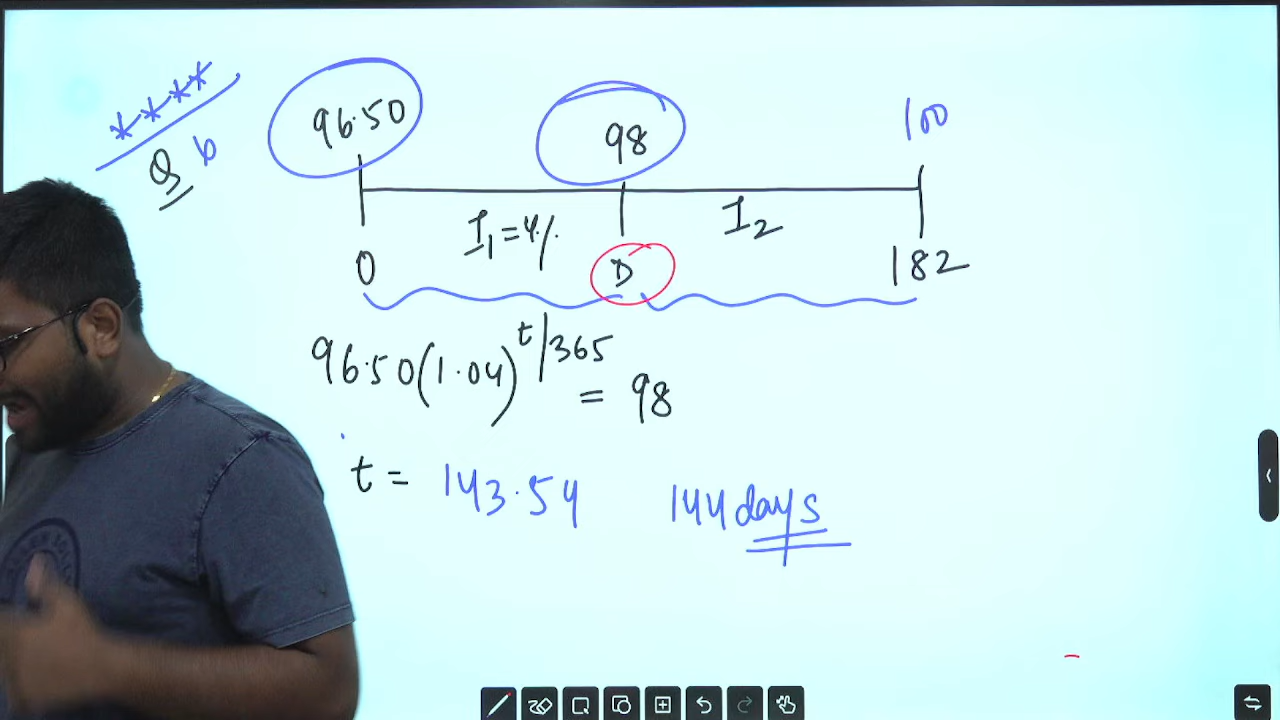 ****
Q6
96.50 98 100
I₁=4%. I₂
0 D 182
96.50(1.04)^t/365 = 98
t = 143.54 144 days